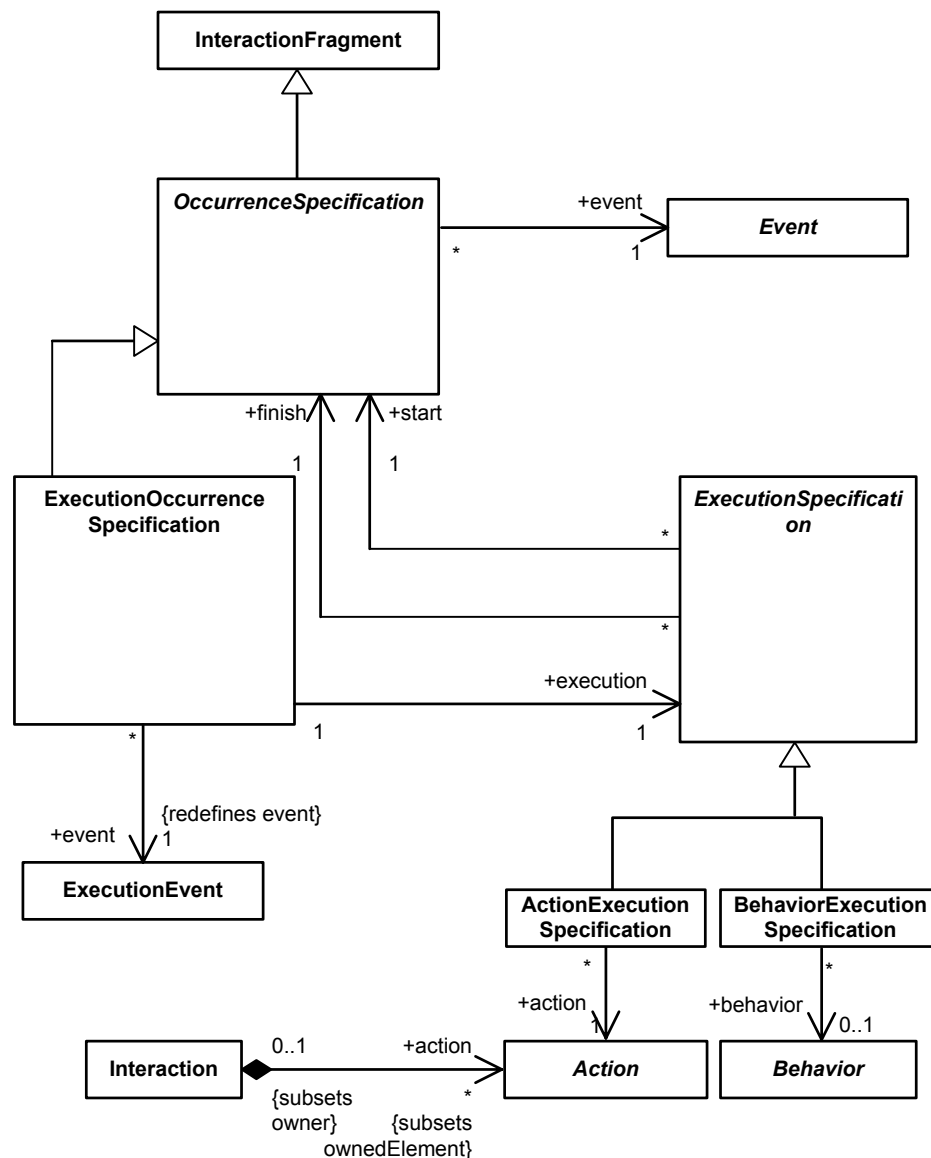 InteractionFragment
OccurrenceSpecification
+event
*
1
Event
+finish
+start
1
1
ExecutionOccurrence
Specification
ExecutionSpecificati
on
*
*
+execution
1
1
*
{redefines event}
+event
1
ExecutionEvent
ActionExecution
Specification
BehaviorExecution
Specification
*
*
+action
1
+behavior
0..1
Interaction
0..1
+action
*
{subsets
owner}
{subsets
ownedElement}
Action
Behavior